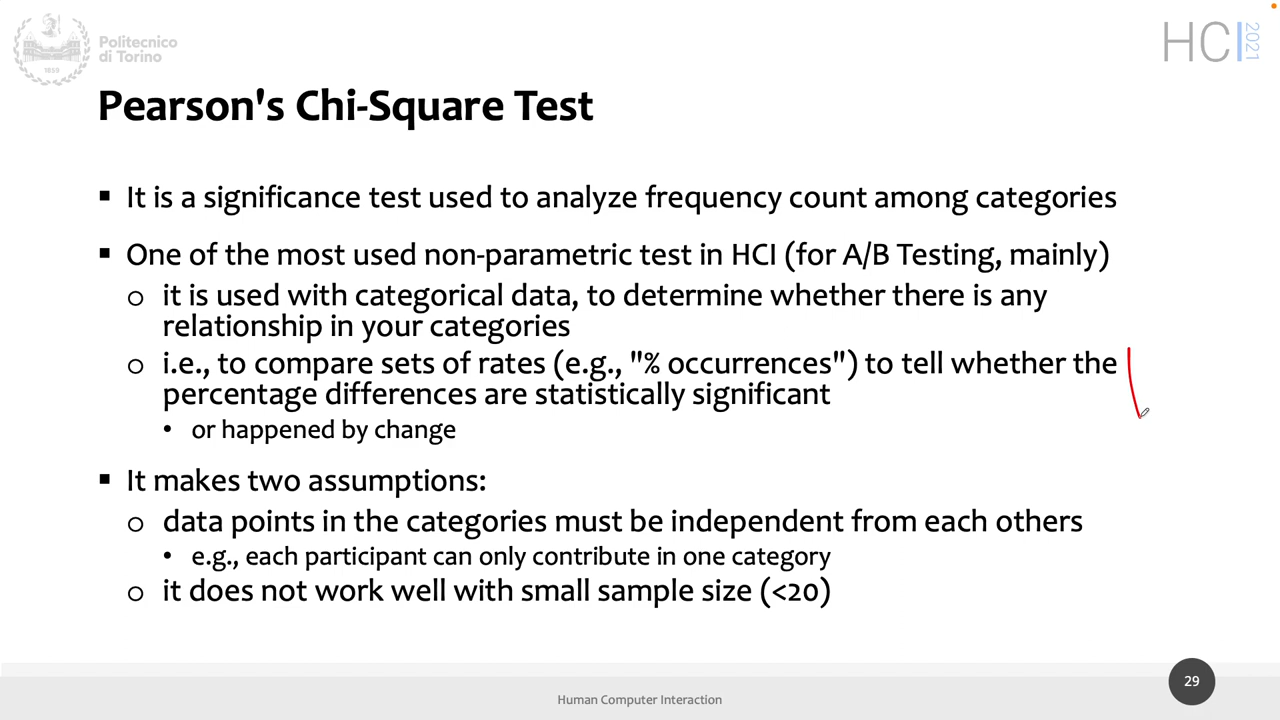 Politecnico
di Torino
1859
HCI 2021
Pearson's Chi-Square Test
▪ It is a significance test used to analyze frequency count among categories
▪ One of the most used non-parametric test in HCI (for A/B Testing, mainly)
o it is used with categorical data, to determine whether there is any
relationship in your categories
o i.e., to compare sets of rates (e.g., "% occurrences") to tell whether the
percentage differences are statistically significant
• or happened by change
▪ It makes two assumptions:
o data points in the categories must be independent from each others
• e.g., each participant can only contribute in one category
o it does not work well with small sample size (<20)
29
Human Computer Interaction